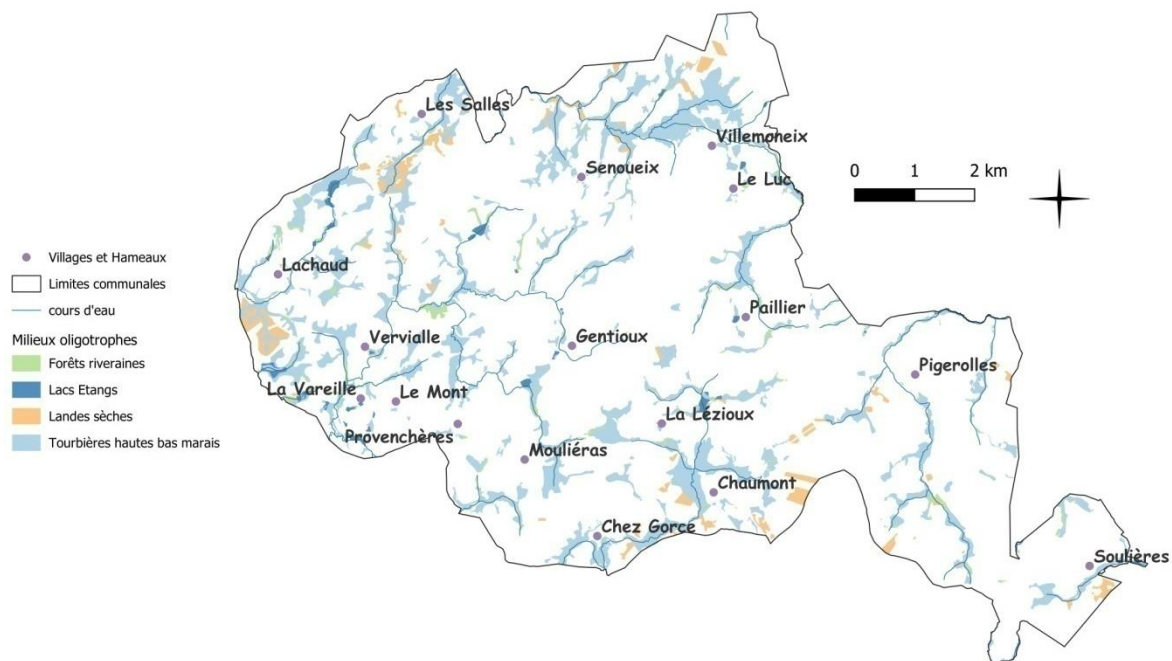 Les Salles
Villemoneix
Senoueix
Le Luc
0 1 2 km
Villages et Hameaux
Limites communales
cours d'eau
Milieux oligotrophes
Forêts riveraines
Lacs Etangs
Landes sèches
Tourbières hautes bas marais
Lachaud
Paillier
Vervialle
Gentioux
Pigerolles
La Vareille
Le Mont
Provenchères
La Lézioux
Mouliéras
Chaumont
Chez Gorce
Soulières